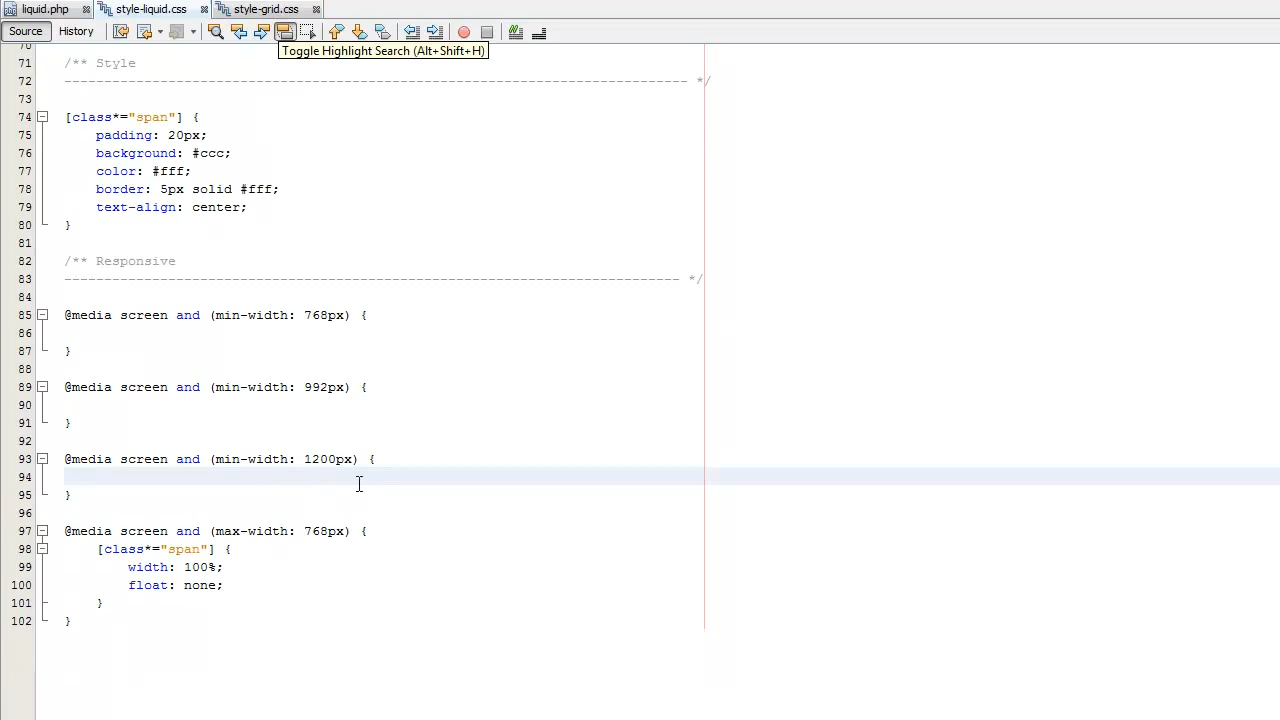 liquid.php style-liquid.css style-grid.css
Source History
Toggle Highlight Search (Alt+Shift+H)
70
71 /** Style
72 ------------------------------------------------------------------------------ */
73
74 [class*="span"] {
75 padding: 20px;
76 background: #ccc;
77 color: #fff;
78 border: 5px solid #fff;
79 text-align: center;
80 }
81
82 /** Responsive
83 ----------------------------------------------------------------------------- */
84
85 @media screen and (min-width: 768px) {
86
87 }
88
89 @media screen and (min-width: 992px) {
90
91 }
92
93 @media screen and (min-width: 1200px) {
94
95 }
96
97 @media screen and (max-width: 768px) {
98 [class*="span"] {
99 width: 100%;
100 float: none;
101 }
102 }